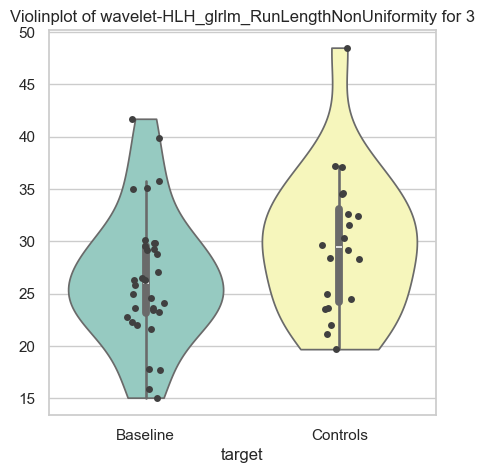 Violinplot of wavelet-HLH_glrlm_RunLengthNonUniformity for 3
50
45
40
35
30
25
20
15
Baseline Controls
target